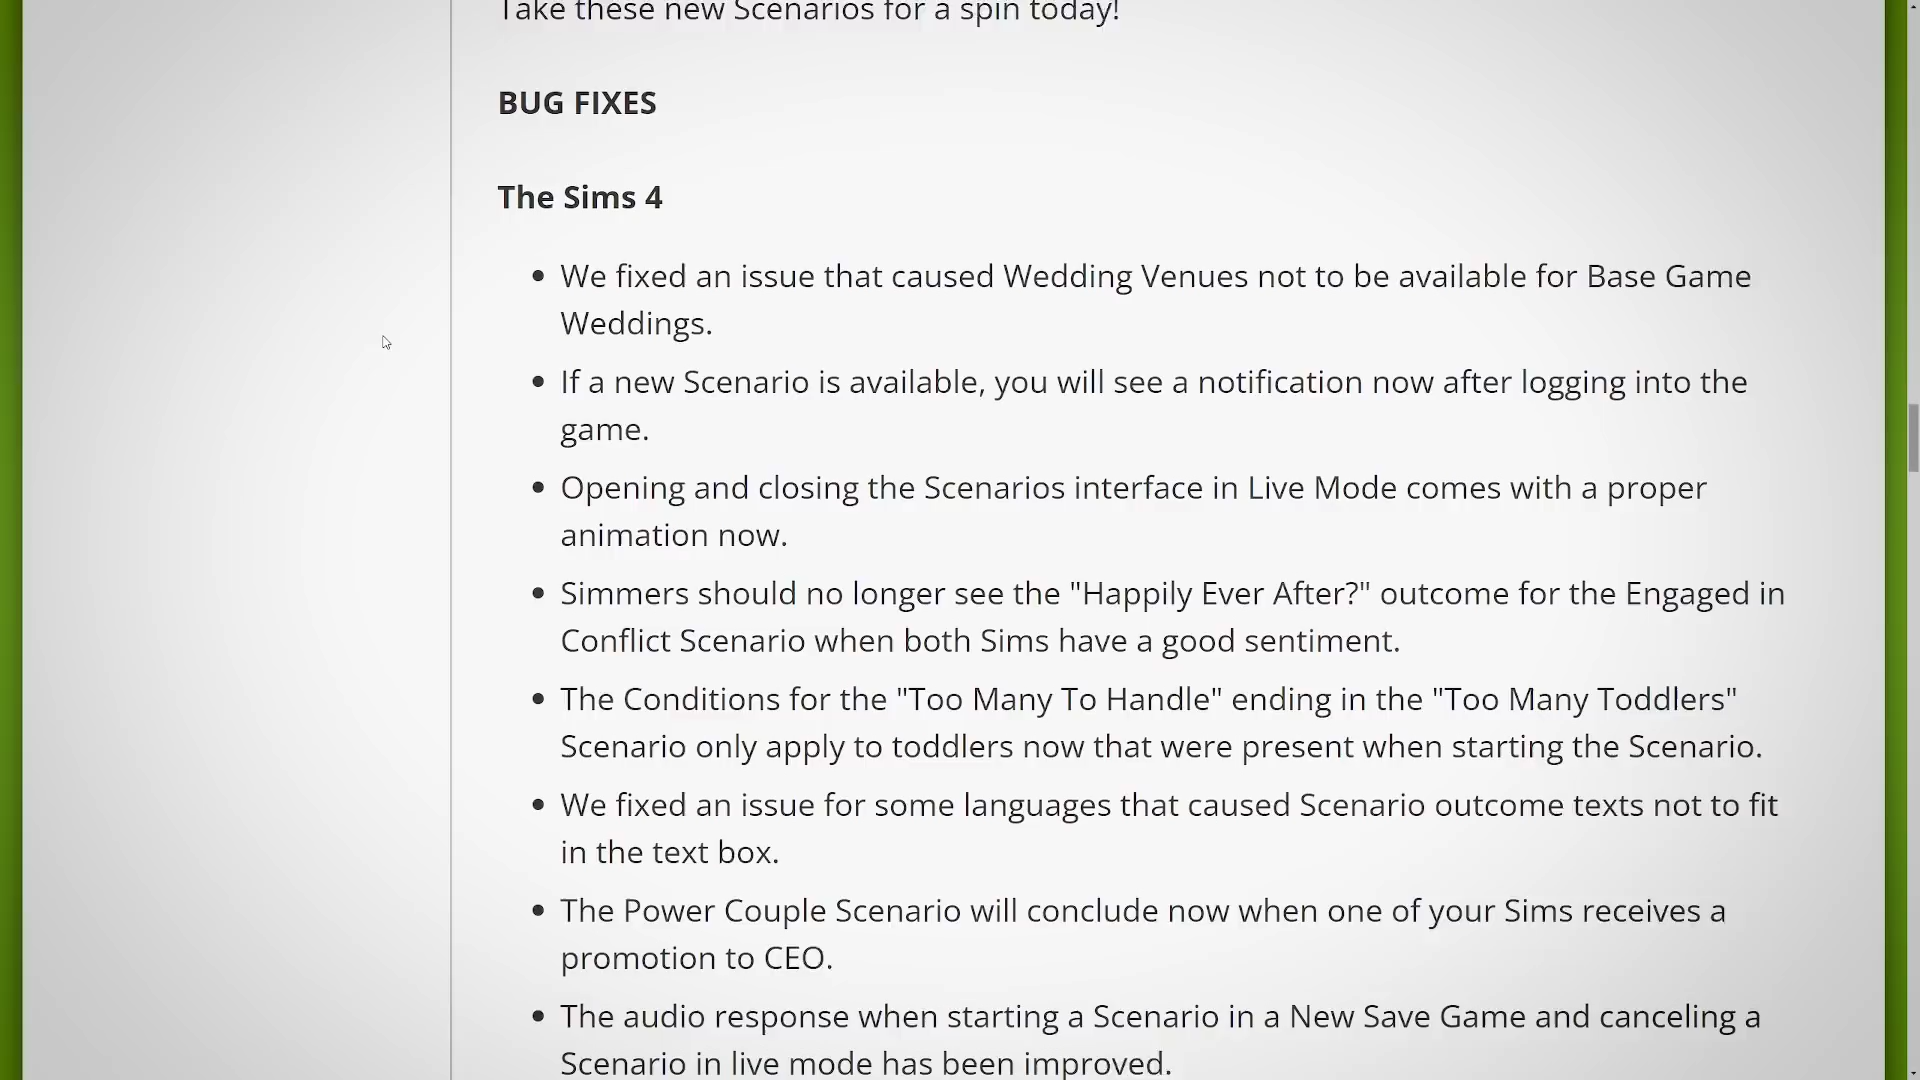 Take these new Scenarios for a spin today!
BUG FIXES
The Sims 4
• We fixed an issue that caused Wedding Venues not to be available for Base Game
Weddings.
• If a new Scenario is available, you will see a notification now after logging into the
game.
• Opening and closing the Scenarios interface in Live Mode comes with a proper
animation now.
• Simmers should no longer see the "Happily Ever After?" outcome for the Engaged in
Conflict Scenario when both Sims have a good sentiment.
• The Conditions for the "Too Many To Handle" ending in the "Too Many Toddlers"
Scenario only apply to toddlers now that were present when starting the Scenario.
• We fixed an issue for some languages that caused Scenario outcome texts not to fit
in the text box.
• The Power Couple Scenario will conclude now when one of your Sims receives a
promotion to CEO.
• The audio response when starting a Scenario in a New Save Game and canceling a
Scenario in live mode has been improved.